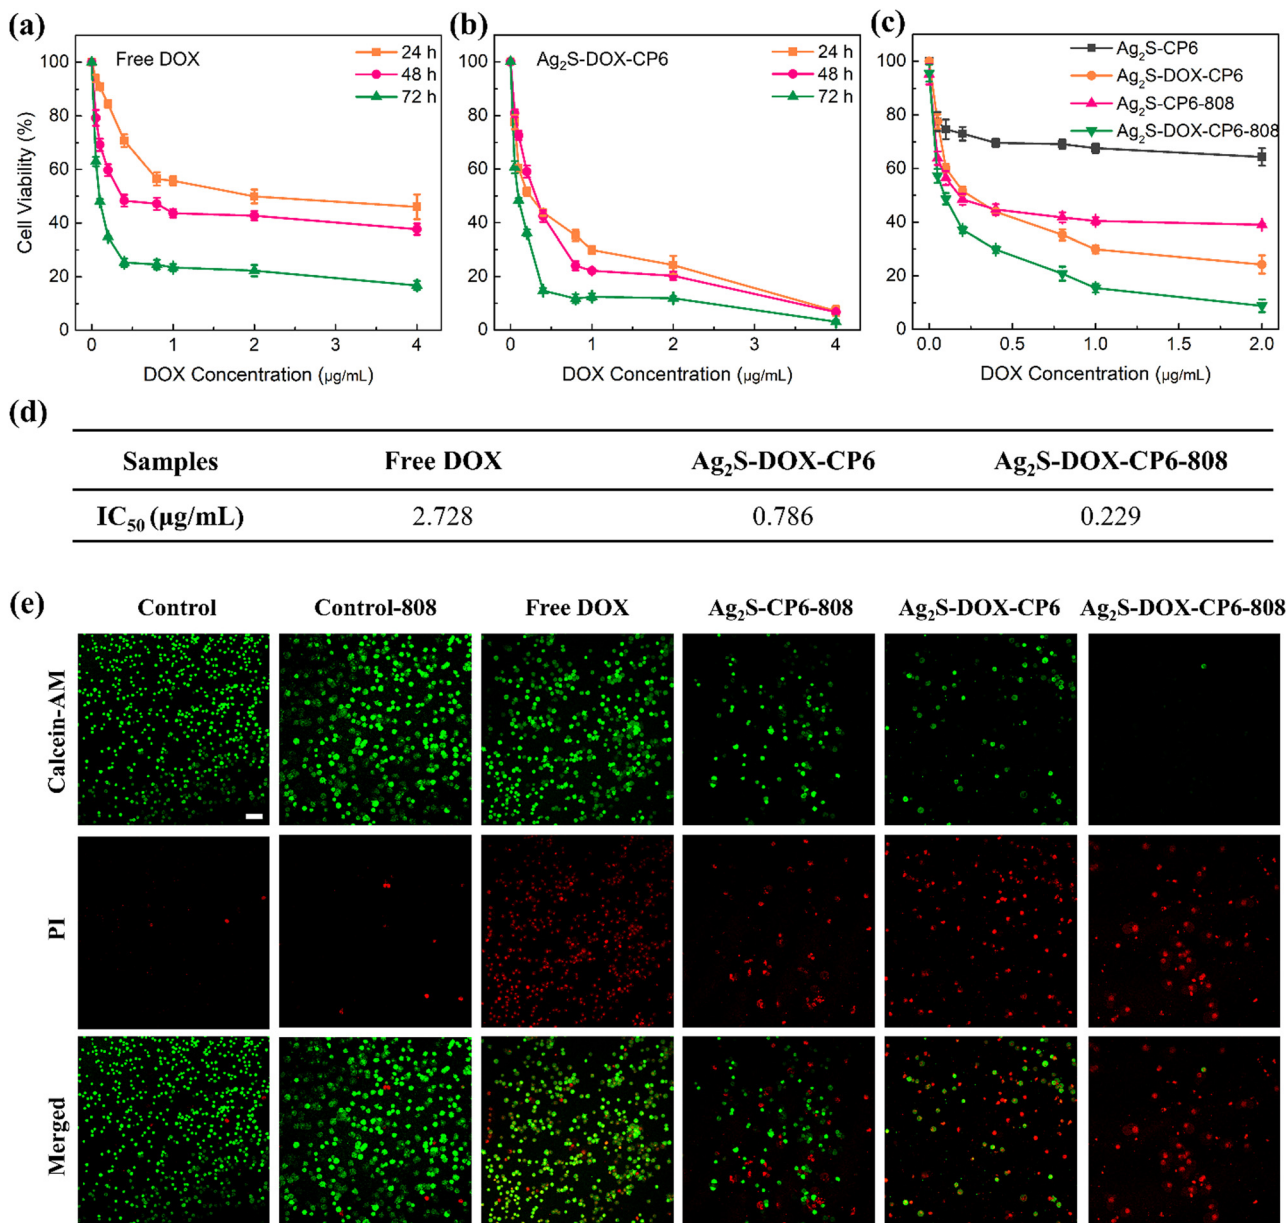 (a)
Free DOX
24 h
48 h
72 h
100
80
60
40
20
0
Cell Viability (%)
0 1 2 3 4
DOX Concentration (μg/mL)
(b)
Ag₂S-DOX-CP6
24 h
48 h
72 h
100
80
60
40
20
0
0 1 2 3 4
DOX Concentration (μg/mL)
(c)
Ag₂S-CP6
Ag₂S-DOX-CP6
Ag₂S-CP6-808
Ag₂S-DOX-CP6-808
100
80
60
40
20
0
0.0 0.5 1.0 1.5 2.0
DOX Concentration (μg/mL)
(d)
Samples Free DOX Ag₂S-DOX-CP6 Ag₂S-DOX-CP6-808
IC₅₀ (μg/mL) 2.728 0.786 0.229
(e)
Control Control-808 Free DOX Ag₂S-CP6-808 Ag₂S-DOX-CP6 Ag₂S-DOX-CP6-808
Calcein-AM
PI
Merged